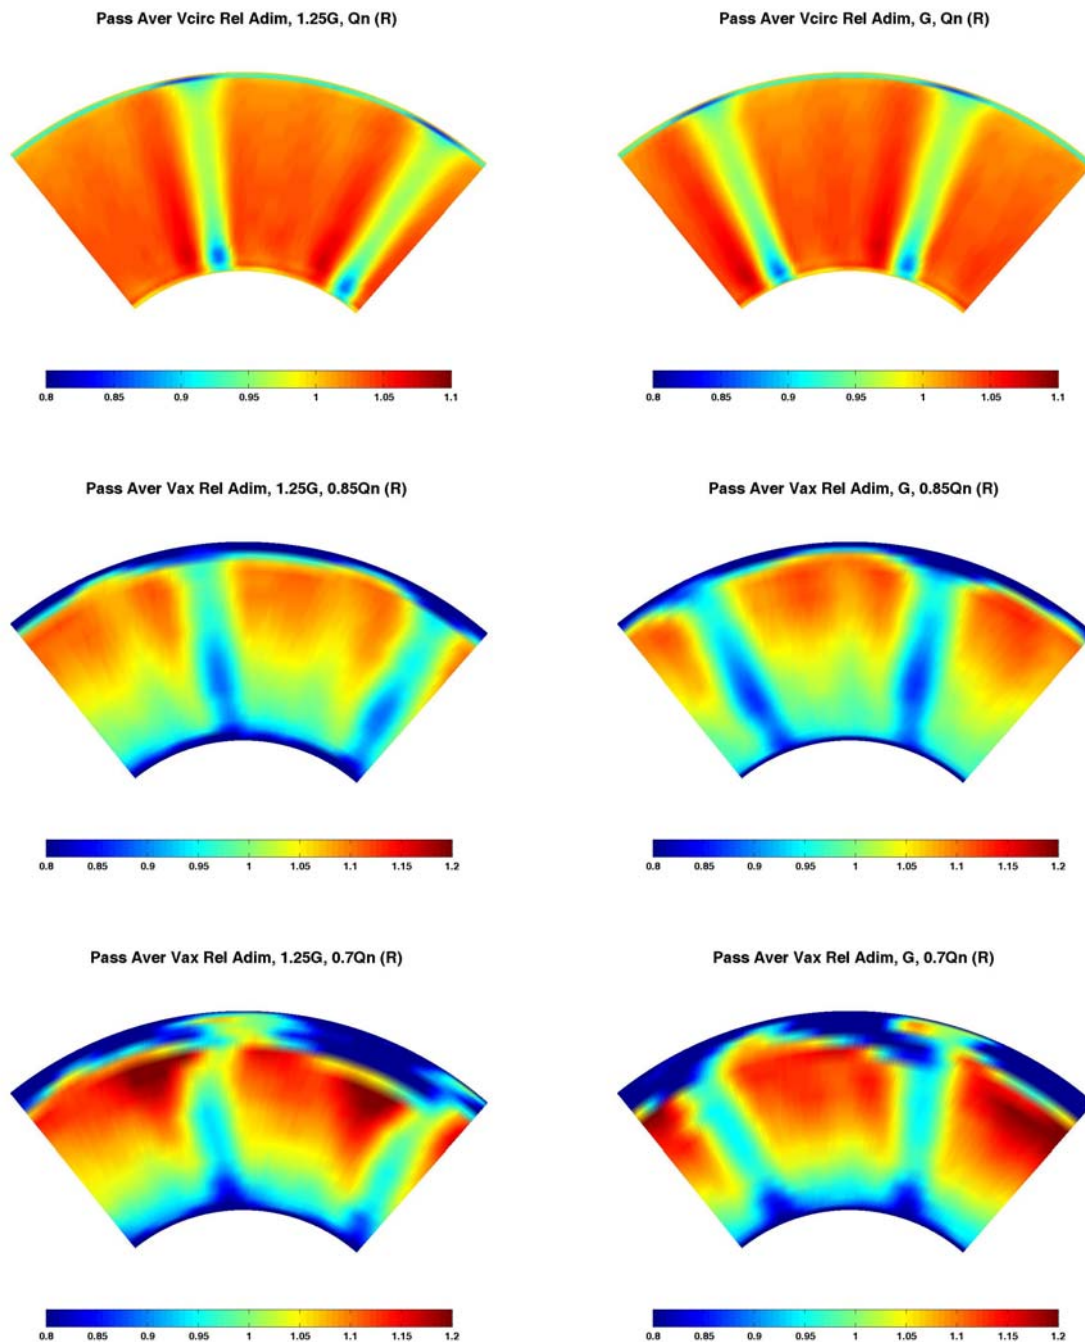 Pass Aver Vcirc Rel Adim, 1.25G, Qn (R)
Pass Aver Vcirc Rel Adim, G, Qn (R)
0.8 0.85 0.9 0.95 1 1.05 1.1
0.8 0.85 0.9 0.95 1 1.05 1.1
Pass Aver Vax Rel Adim, 1.25G, 0.85Qn (R)
Pass Aver Vax Rel Adim, G, 0.85Qn (R)
0.8 0.85 0.9 0.95 1 1.05 1.1 1.15 1.2
0.8 0.85 0.9 0.95 1 1.05 1.1 1.15 1.2
Pass Aver Vax Rel Adim, 1.25G, 0.7Qn (R)
Pass Aver Vax Rel Adim, G, 0.7Qn (R)
0.8 0.85 0.9 0.95 1 1.05 1.1 1.15 1.2
0.8 0.85 0.9 0.95 1 1.05 1.1 1.15 1.2